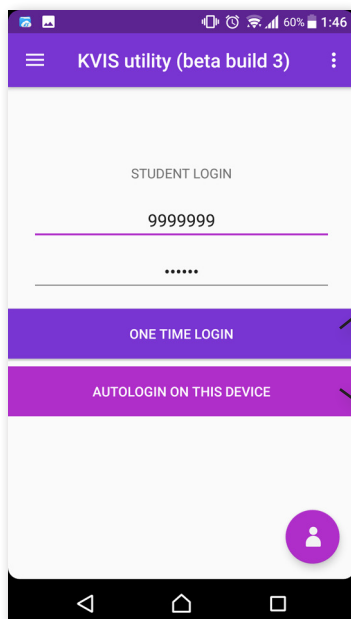 60% 1:46
KVIS utility (beta build 3)
STUDENT LOGIN
9999999
••••••
ONE TIME LOGIN
AUTOLOGIN ON THIS DEVICE